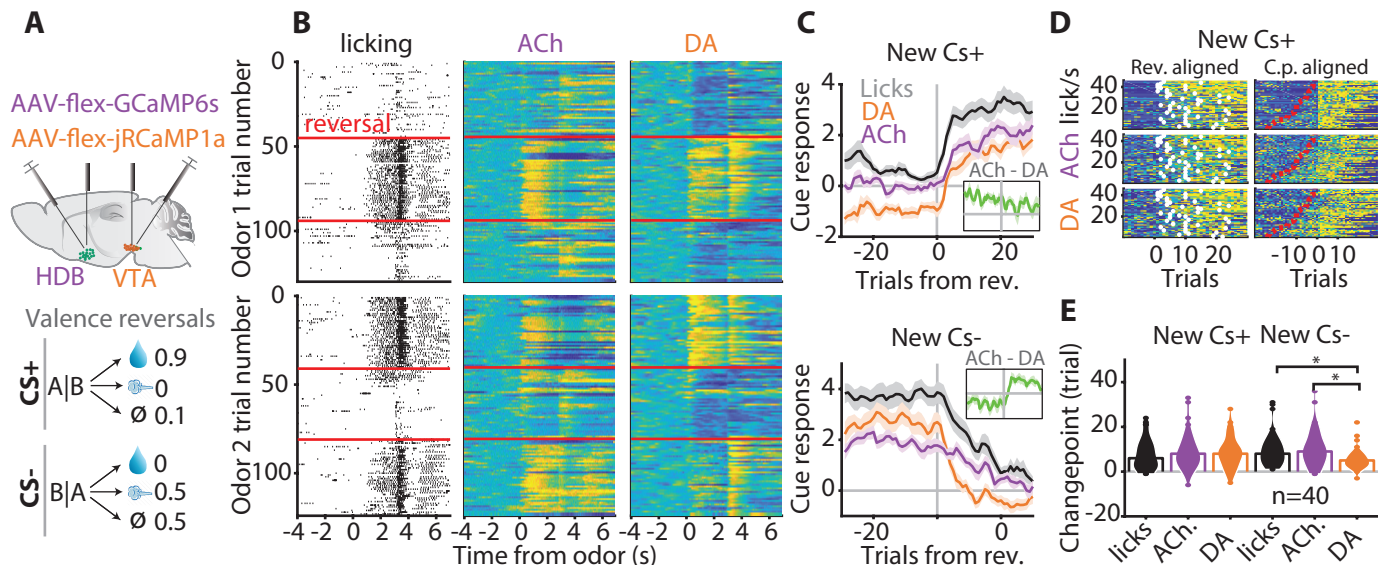 A
AAV-flex-GCaMP6s
AAV-flex-jRCaMP1a
HDB
VTA
Valence reversals
CS+
A|B
0.9
0
Ø 0.1
CS-
B|A
0
0.5
Ø 0.5
B
licking
ACh
DA
Odor 1 trial number
0
50
100
reversal
Odor 2 trial number
0
50
100
-4 -2 0 2 4 6
-4 -2 0 2 4 6
-4 -2 0 2 4 6
Time from odor (s)
C
New Cs+
Licks
DA
ACh
Cue response
4
2
0
-2
ACh - DA
-20 0 20
Trials from rev.
New Cs-
ACh - DA
Cue response
4
2
0
-20 -10 0
Trials from rev.
D
New Cs+
Rev. aligned
C.p. aligned
lick/s
40
20
ACh
40
20
DA
40
20
0 10 20
Trials
-10 0 10
Trials
E
New Cs+
New Cs-
Changepoint (trial)
40
20
0
-20
*
*
n=40
licks
ACh.
DA
licks
ACh.
DA